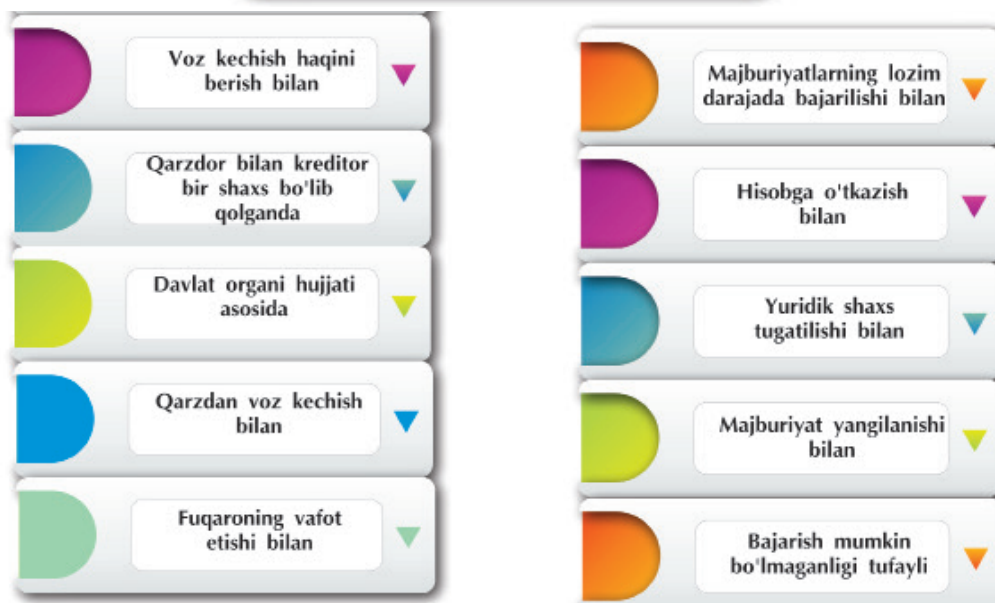 Voz kechish haqini
berish bilan
Qarzdor bilan kreditor
bir shaxs bo'lib
qolganda
Davlat organi hujjati
asosida
Qarzdan voz kechish
bilan
Fuqaroning vafot
etishi bilan
Majburiyatlarning lozim
darajada bajarilishi bilan
Hisobga o'tkazish
bilan
Yuridik shaxs
tugatilishi bilan
Majburiyat yangilanishi
bilan
Bajarish mumkin
bo'lmaganligi tufayli